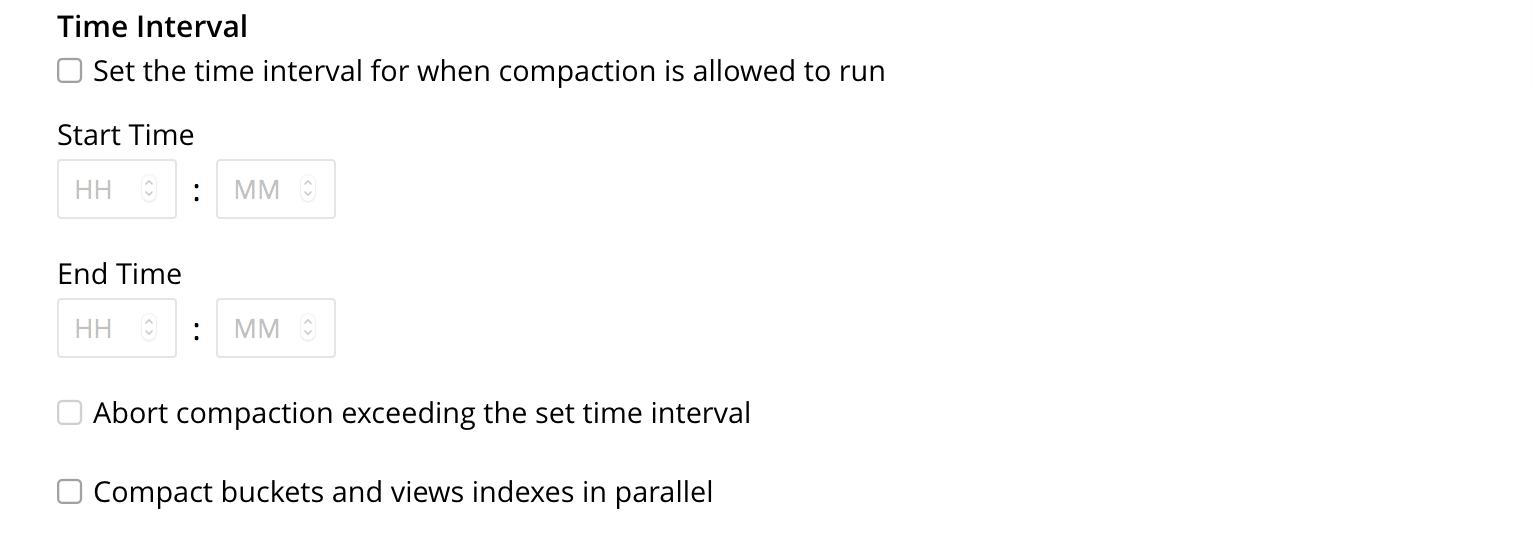 Time Interval
Set the time interval for when compaction is allowed to run
Start Time
HH : MM
End Time
HH : MM
Abort compaction exceeding the set time interval
Compact buckets and views indexes in parallel